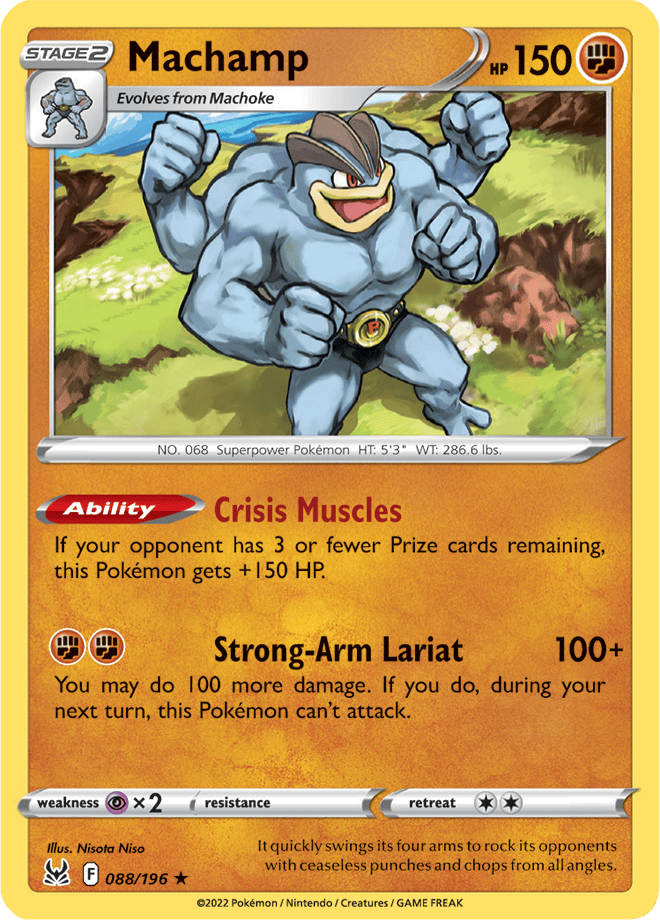 STAGE2 Machamp HP 150
Evolves from Machoke
NO. 068 Superpower Pokémon HT: 5'3" WT: 286.6 lbs.
Ability Crisis Muscles
If your opponent has 3 or fewer Prize cards remaining,
this Pokémon gets +150 HP.
Strong-Arm Lariat 100+
You may do 100 more damage. If you do, during your
next turn, this Pokémon can't attack.
weakness ×2 resistance retreat
Illus. Nisota Niso
It quickly swings its four arms to rock its opponents
with ceaseless punches and chops from all angles.
F 088/196 ★
©2022 Pokémon / Nintendo / Creatures / GAME FREAK